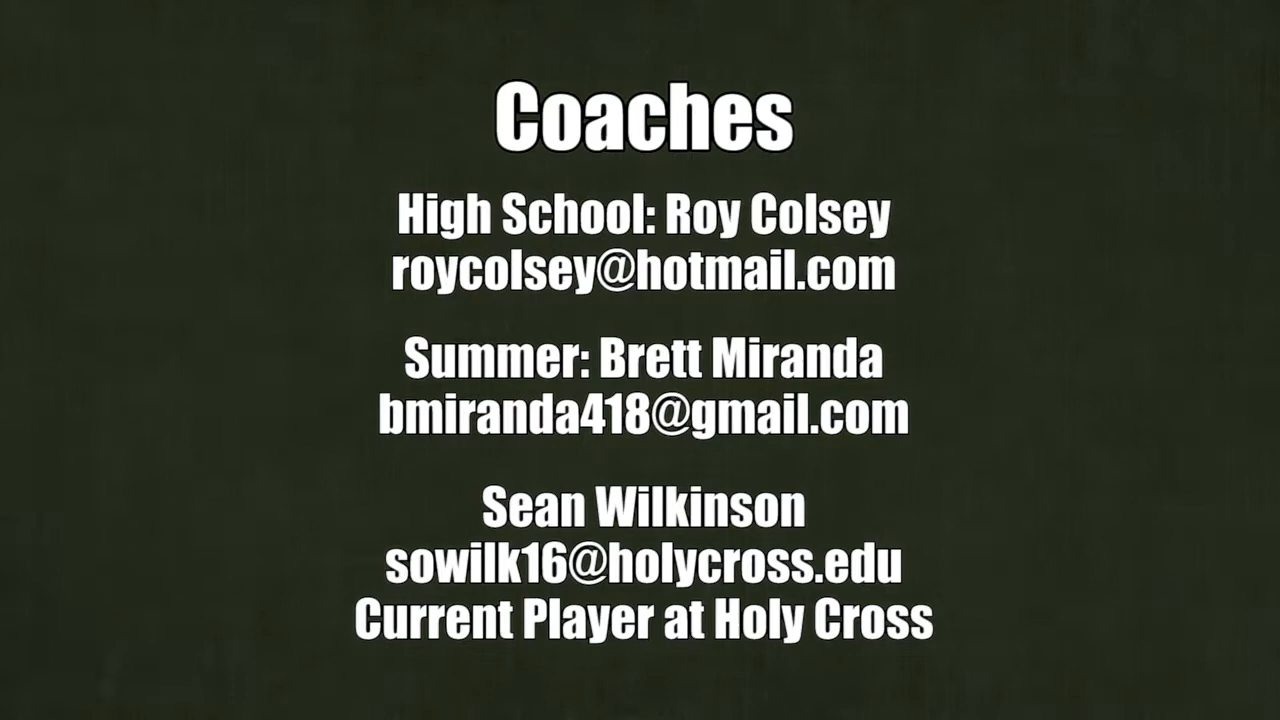 Coaches
High School: Roy Colsey
roycolsey@hotmail.com
Summer: Brett Miranda
bmiranda418@gmail.com
Sean Wilkinson
sowilk16@holycross.edu
Current Player at Holy Cross